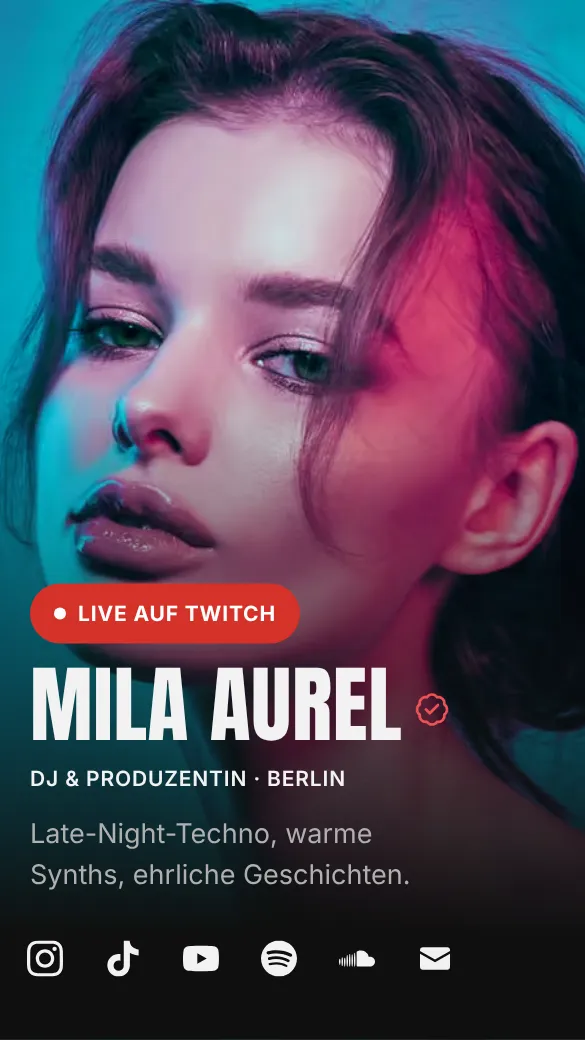 LIVE AUF TWITCH
MILA AUREL
DJ & PRODUZENTIN · BERLIN
Late-Night-Techno, warme
Synths, ehrliche Geschichten.